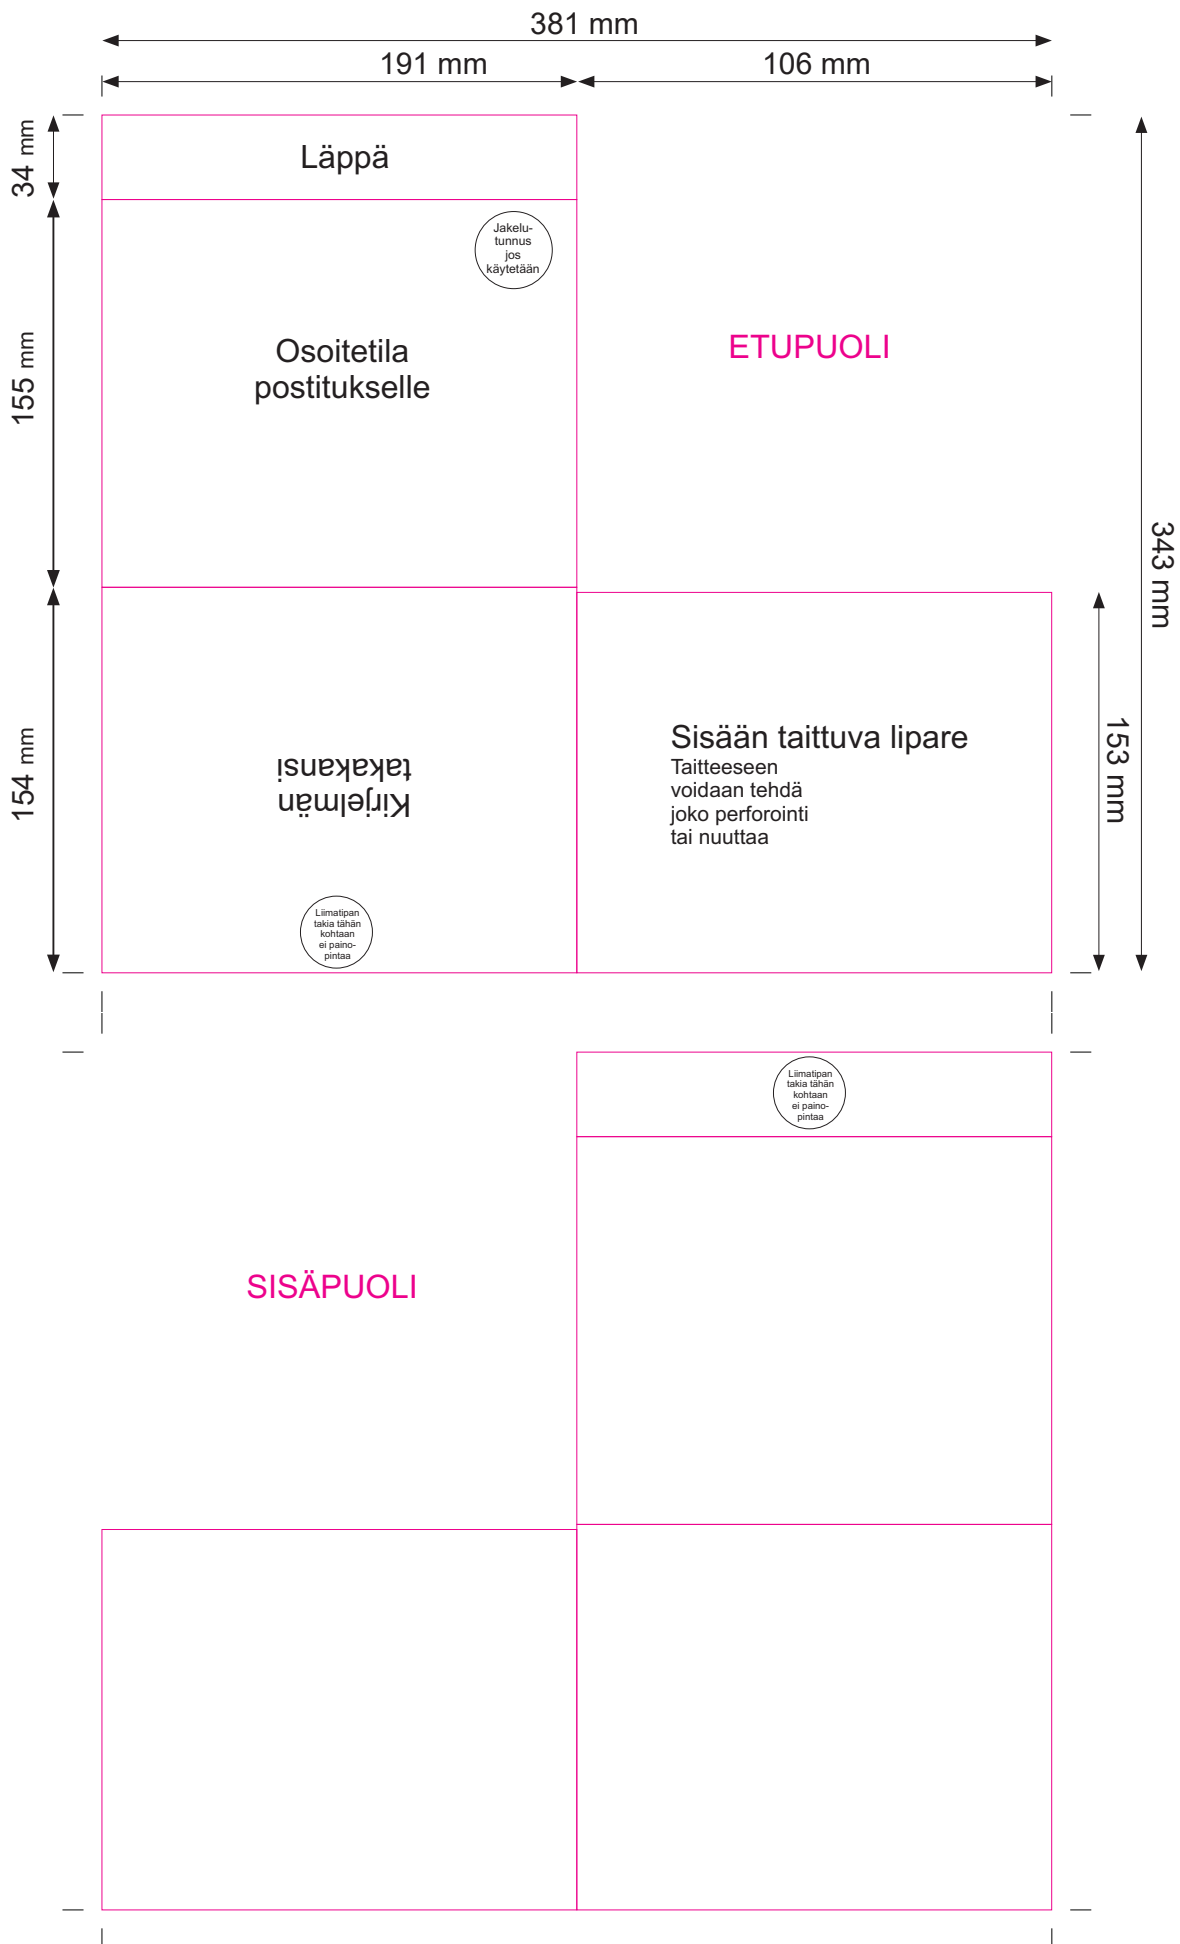 381 mm
191 mm
106 mm
34 mm
Läppä
Jakelu-
tunnus
jos
käytetään
155 mm
Osoitetila
postitukselle
ETUPUOLI
343 mm
154 mm
Kirjelmän
takakansi
Sisään taittuva lipare
Taitteeseen
voidaan tehdä
joko perforointi
tai nuuttaa
153 mm
Liimatipan
takia tähän
kohtaan
ei paino-
pintaa
Liimatipan
takia tähän
kohtaan
ei paino-
pintaa
SISÄPUOLI